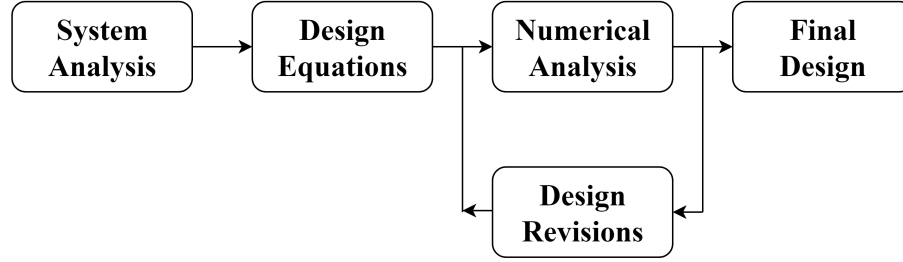 System
Analysis
Design
Equations
Numerical
Analysis
Final
Design
Design
Revisions